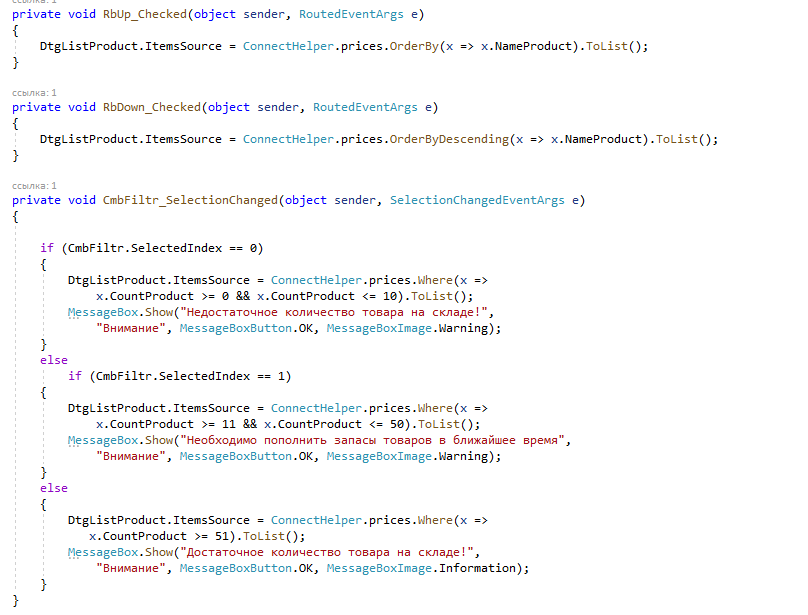 ссылка: 1
private void RbUp_Checked(object sender, RoutedEventArgs e)
{
DtgListProduct.ItemsSource = ConnectHelper.prices.OrderBy(x => x.NameProduct).ToList();
}
ссылка: 1
private void RbDown_Checked(object sender, RoutedEventArgs e)
{
DtgListProduct.ItemsSource = ConnectHelper.prices.OrderByDescending(x => x.NameProduct).ToList();
}
ссылка: 1
private void CmbFiltr_SelectionChanged(object sender, SelectionChangedEventArgs e)
{
if (CmbFiltr.SelectedIndex == 0)
{
DtgListProduct.ItemsSource = ConnectHelper.prices.Where(x =>
x.CountProduct >= 0 && x.CountProduct <= 10).ToList();
MessageBox.Show("Недостаточное количество товара на складе!",
"Внимание", MessageBoxButton.OK, MessageBoxImage.Warning);
}
else
if (CmbFiltr.SelectedIndex == 1)
{
DtgListProduct.ItemsSource = ConnectHelper.prices.Where(x =>
x.CountProduct >= 11 && x.CountProduct <= 50).ToList();
MessageBox.Show("Необходимо пополнить запасы товаров в ближайшее время",
"Внимание", MessageBoxButton.OK, MessageBoxImage.Warning);
}
else
{
DtgListProduct.ItemsSource = ConnectHelper.prices.Where(x =>
x.CountProduct >= 51).ToList();
MessageBox.Show("Достаточное количество товара на складе!",
"Внимание", MessageBoxButton.OK, MessageBoxImage.Information);
}
}